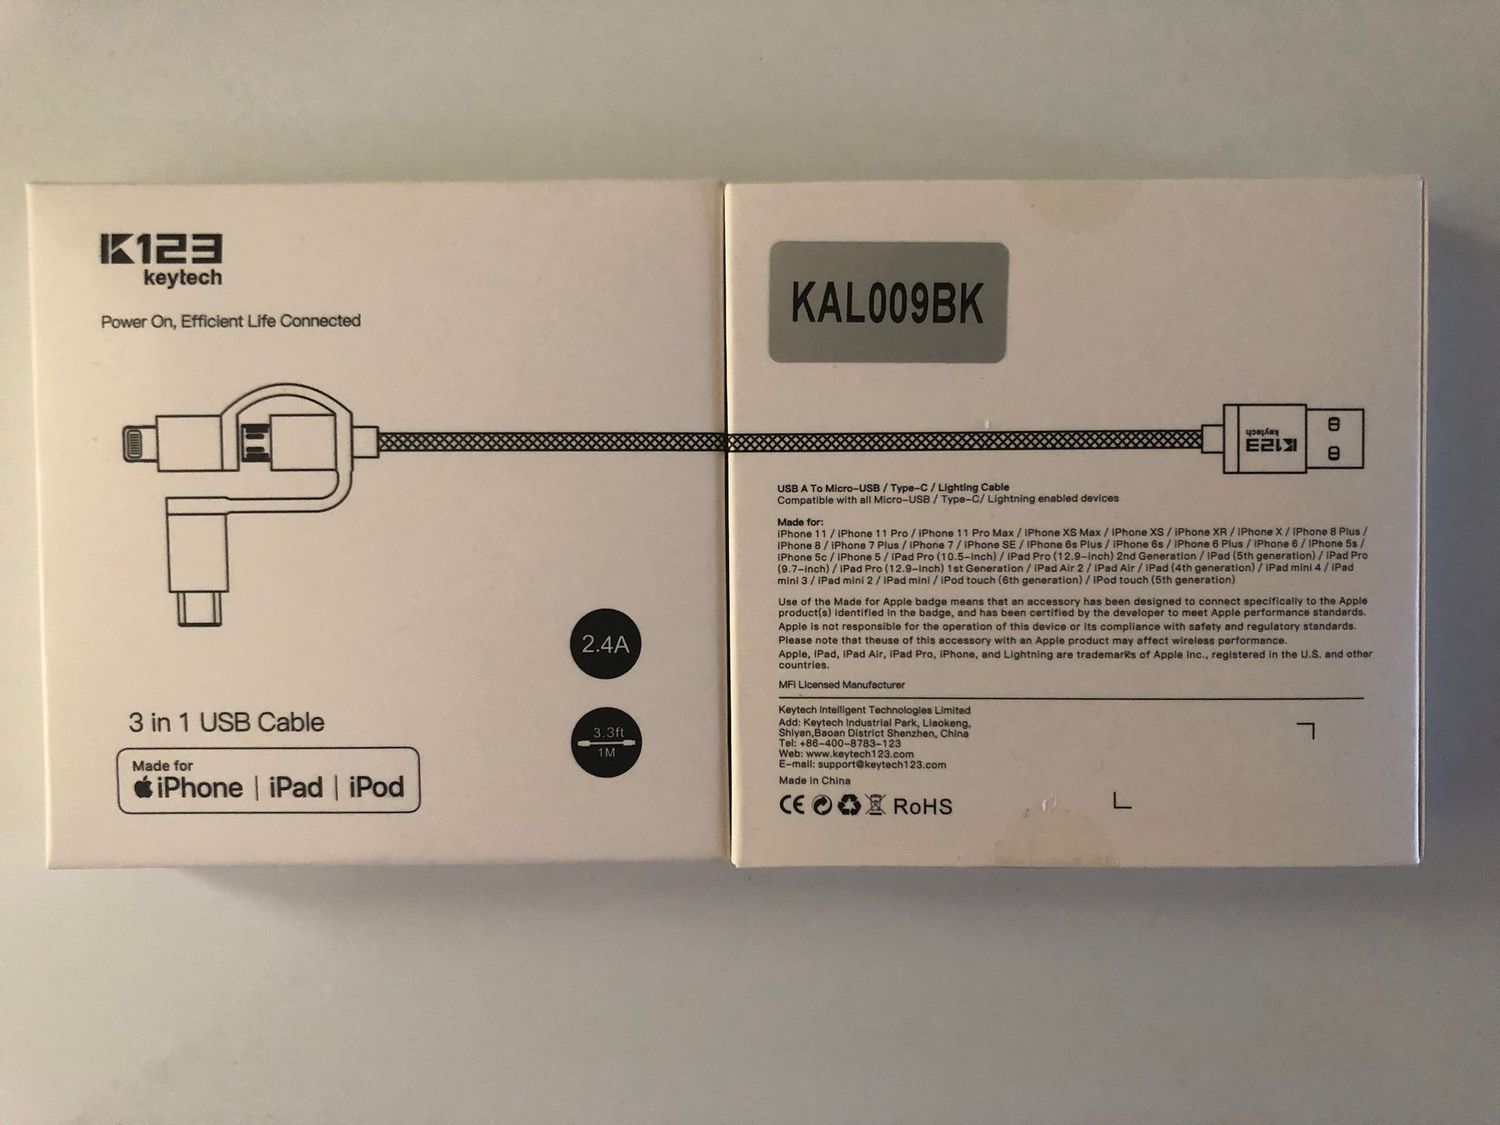 K123
keytech
Power On, Efficient Life Connected
2.4A
3.3ft
1M
3 in 1 USB Cable
Made for
iPhone | iPad | iPod
KAL009BK
K123
keytech
USB A To Micro-USB / Type-C / Lighting Cable
Compatible with all Micro-USB / Type-C/ Lightning enabled devices
Made for:
iPhone 11 / iPhone 11 Pro / iPhone 11 Pro Max / iPhone XS Max / iPhone XS / iPhone XR / iPhone X / iPhone 8 Plus /
iPhone 8 / iPhone 7 Plus / iPhone 7 / iPhone SE / iPhone 6s Plus / iPhone 6s / iPhone 6 Plus / iPhone 6 / iPhone 5s /
iPhone 5c / iPhone 5 / iPad Pro (10.5-inch) / iPad Pro (12.9-inch) 2nd Generation / iPad (5th generation) / iPad Pro
(9.7-inch) / iPad Pro (12.9-inch) 1st Generation / iPad Air 2 / iPad Air / iPad (4th generation) / iPad mini 4 / iPad
mini 3 / iPad mini 2 / iPad mini / iPod touch (6th generation) / iPod touch (5th generation)
Use of the Made for Apple badge means that an accessory has been designed to connect specifically to the Apple
product(s) identified in the badge, and has been certified by the developer to meet Apple performance standards.
Apple is not responsible for the operation of this device or its compliance with safety and regulatory standards.
Please note that theuse of this accessory with an Apple product may affect wireless performance.
Apple, iPad, iPad Air, iPad Pro, iPhone, and Lightning are trademarks of Apple Inc., registered in the U.S. and other
countries.
MFi Licensed Manufacturer
Keytech Intelligent Technologies Limited
Add: Keytech Industrial Park, Liaokeng,
Shiyan,Baoan District Shenzhen, China
Tel: +86-400-8783-123
Web: www.keytech123.com
E-mail: support@keytech123.com
Made in China
CE RoHS